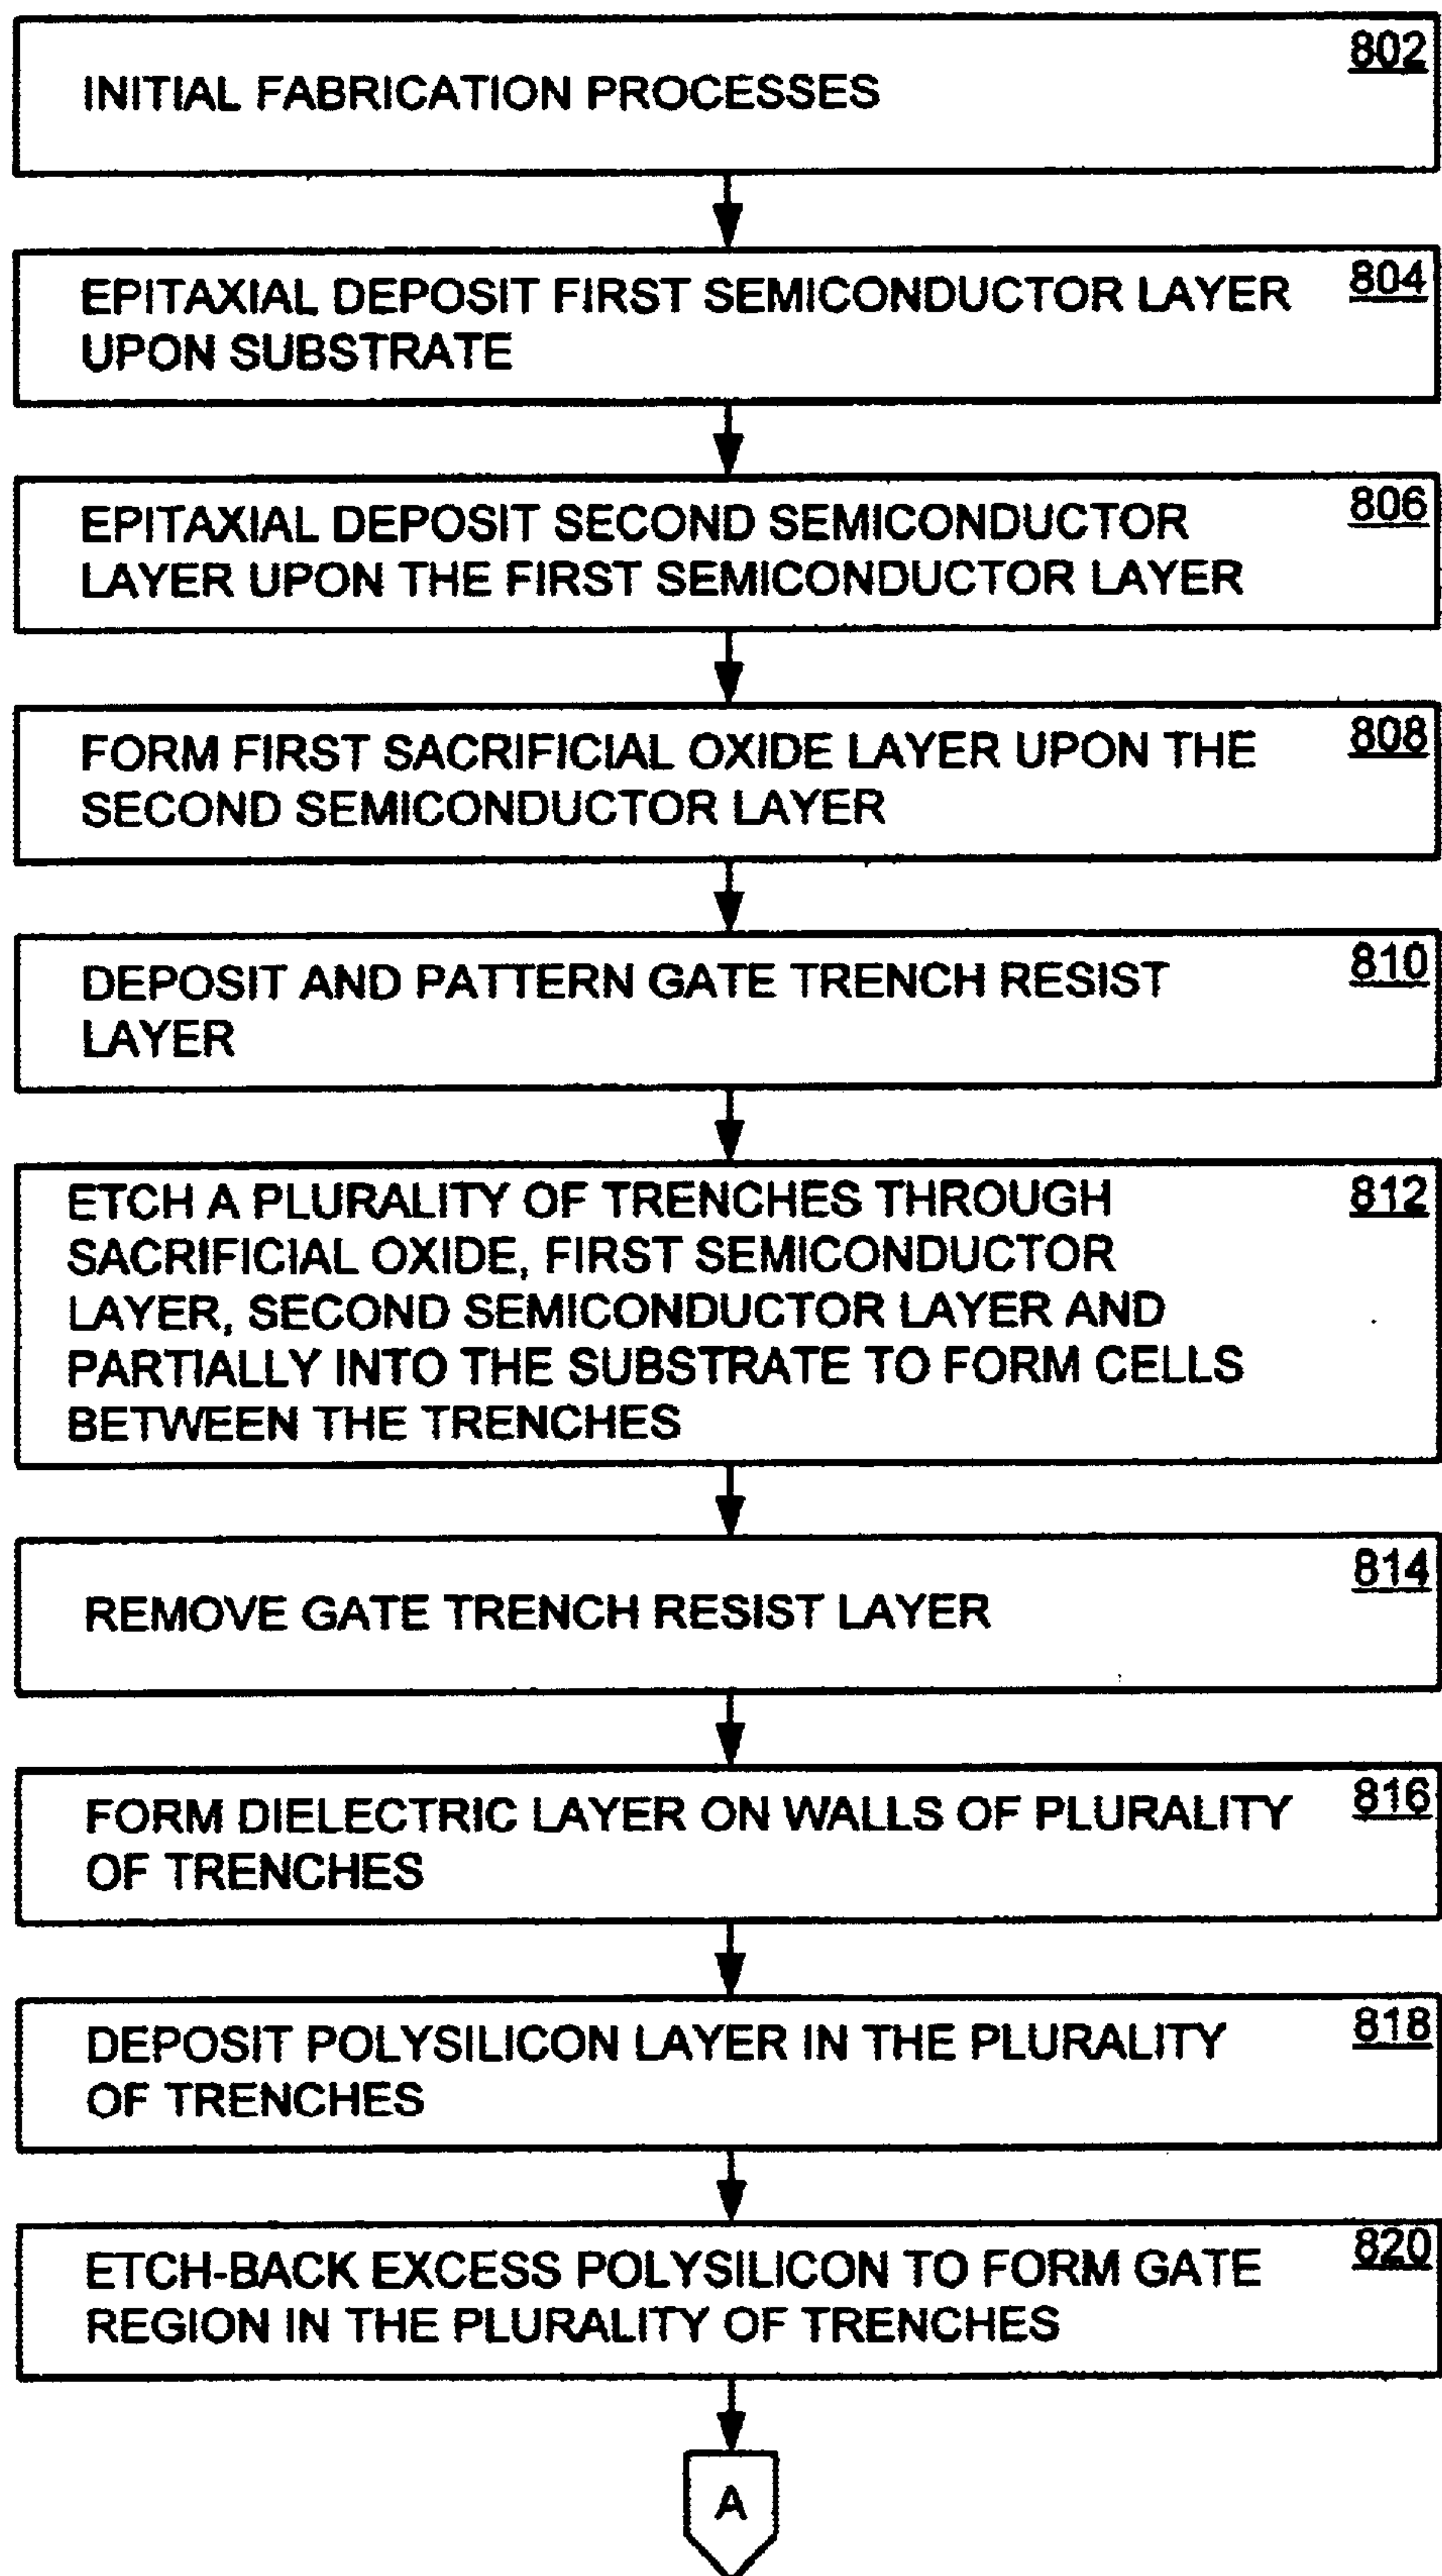 802
INITIAL FABRICATION PROCESSES
804
EPITAXIAL DEPOSIT FIRST SEMICONDUCTOR LAYER
UPON SUBSTRATE
806
EPITAXIAL DEPOSIT SECOND SEMICONDUCTOR
LAYER UPON THE FIRST SEMICONDUCTOR LAYER
808
FORM FIRST SACRIFICIAL OXIDE LAYER UPON THE
SECOND SEMICONDUCTOR LAYER
810
DEPOSIT AND PATTERN GATE TRENCH RESIST
LAYER
812
ETCH A PLURALITY OF TRENCHES THROUGH
SACRIFICIAL OXIDE, FIRST SEMICONDUCTOR
LAYER, SECOND SEMICONDUCTOR LAYER AND
PARTIALLY INTO THE SUBSTRATE TO FORM CELLS
BETWEEN THE TRENCHES
814
REMOVE GATE TRENCH RESIST LAYER
816
FORM DIELECTRIC LAYER ON WALLS OF PLURALITY
OF TRENCHES
818
DEPOSIT POLYSILICON LAYER IN THE PLURALITY
OF TRENCHES
820
ETCH-BACK EXCESS POLYSILICON TO FORM GATE
REGION IN THE PLURALITY OF TRENCHES
A